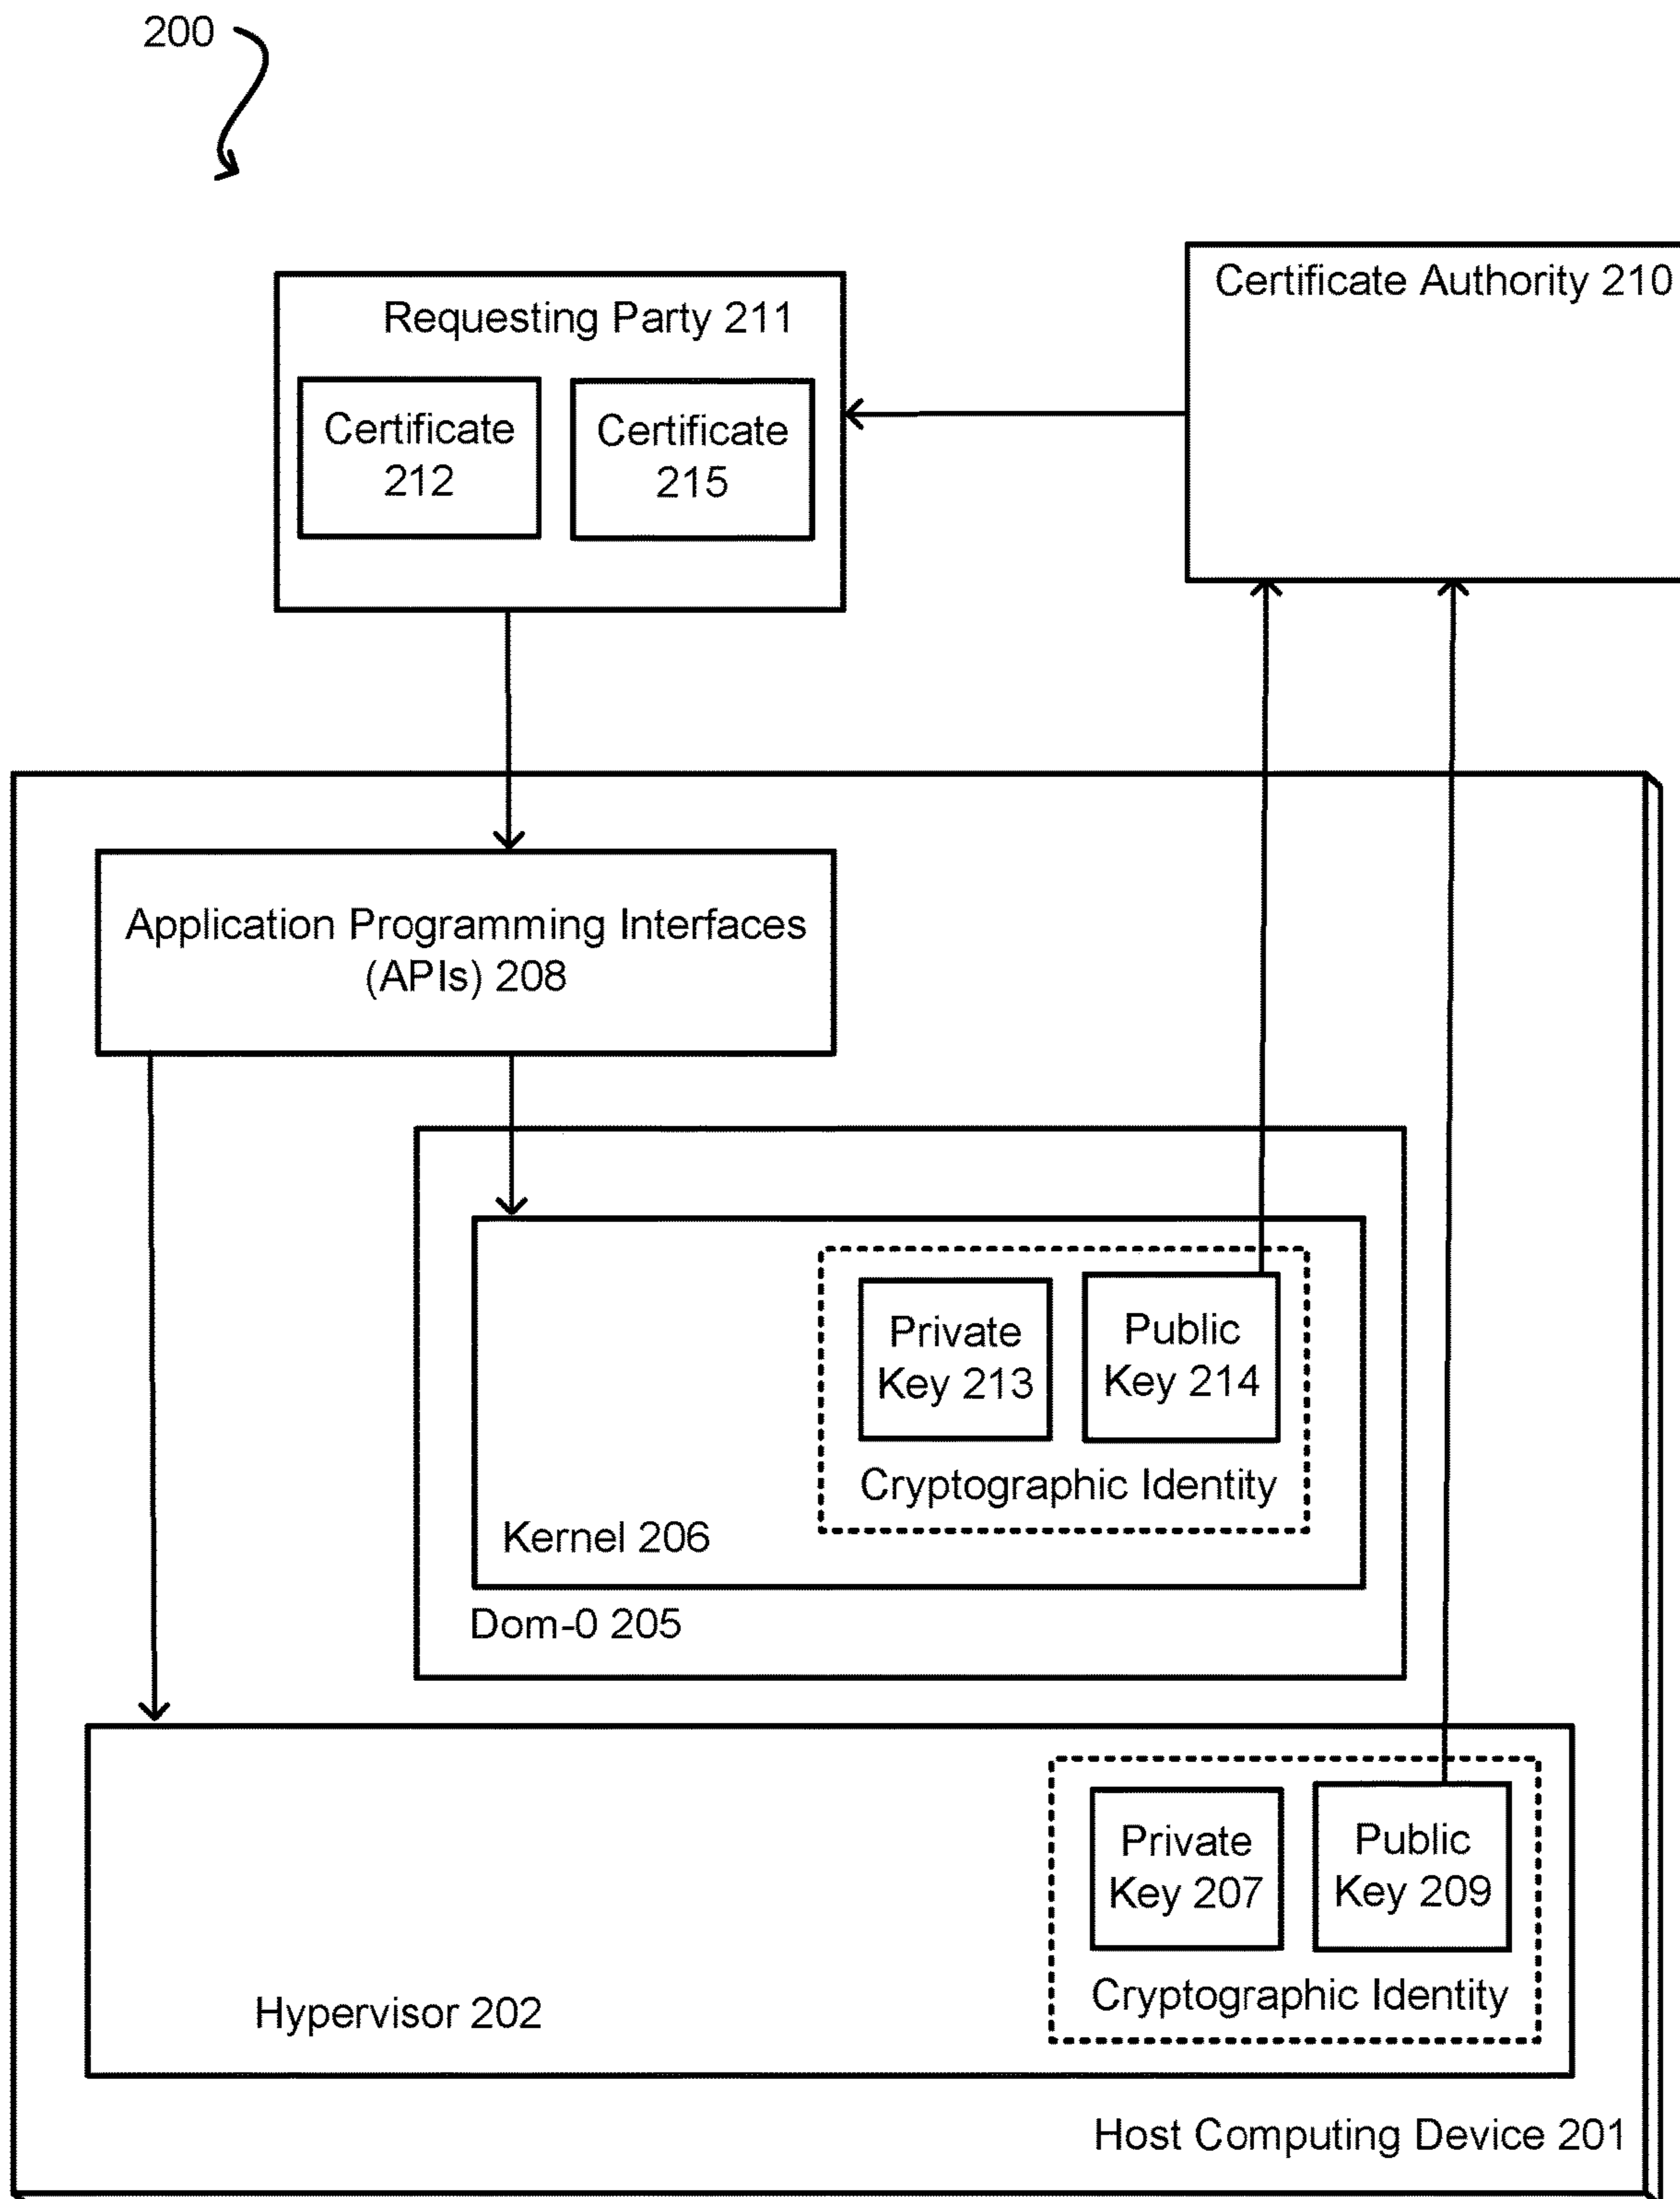 200
Certificate Authority 210
Requesting Party 211
Certificate
212
Certificate
215
Application Programming Interfaces
(APIs) 208
Private
Key 213
Public
Key 214
Cryptographic Identity
Kernel 206
Dom-0 205
Private
Key 207
Public
Key 209
Cryptographic Identity
Hypervisor 202
Host Computing Device 201